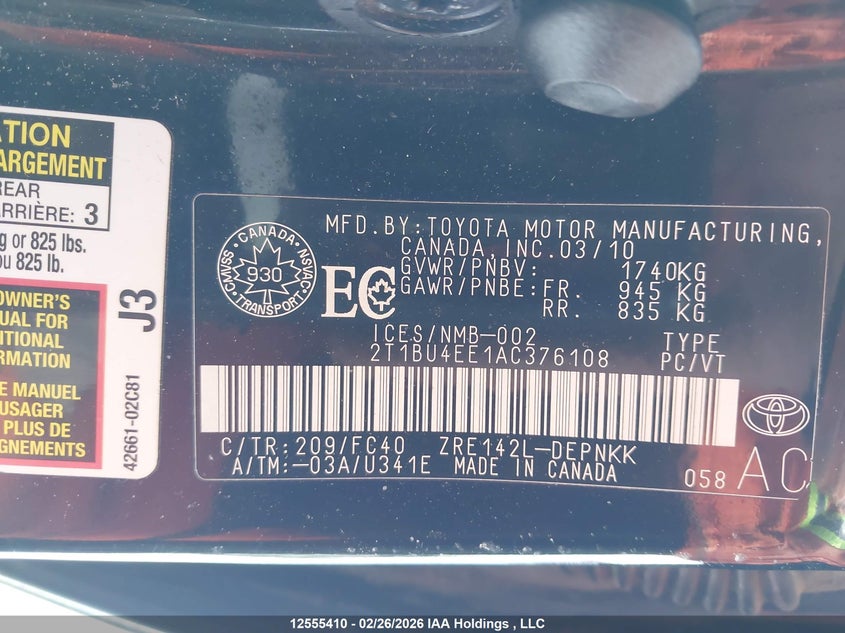 ATION
ARGEMENT
REAR
ARRIÈRE: 3
g or 825 lbs.
ou 825 lb.
OWNER'S
UAL FOR
ITIONAL
ORMATION
E MANUEL
USAGER
PLUS DE
GNEMENTS
J3
42661-02C81
CANADA
CMVSS
NSVAC
930
TRANSPORT
EC
MFD.BY:TOYOTA MOTOR MANUFACTURING,
CANADA,INC.03/10
GVWR/PNBV: 1740KG
GAWR/PNBE:FR. 945 KG
RR. 835 KG
ICES/NMB-002
2T1BU4EE1AC376108
TYPE
PC/VT
C/TR:209/FC40 ZRE142L-DEPNKK
A/TM:-03A/U341E MADE IN CANADA
058 AC
12555410 - 02/26/2026 IAA Holdings , LLC